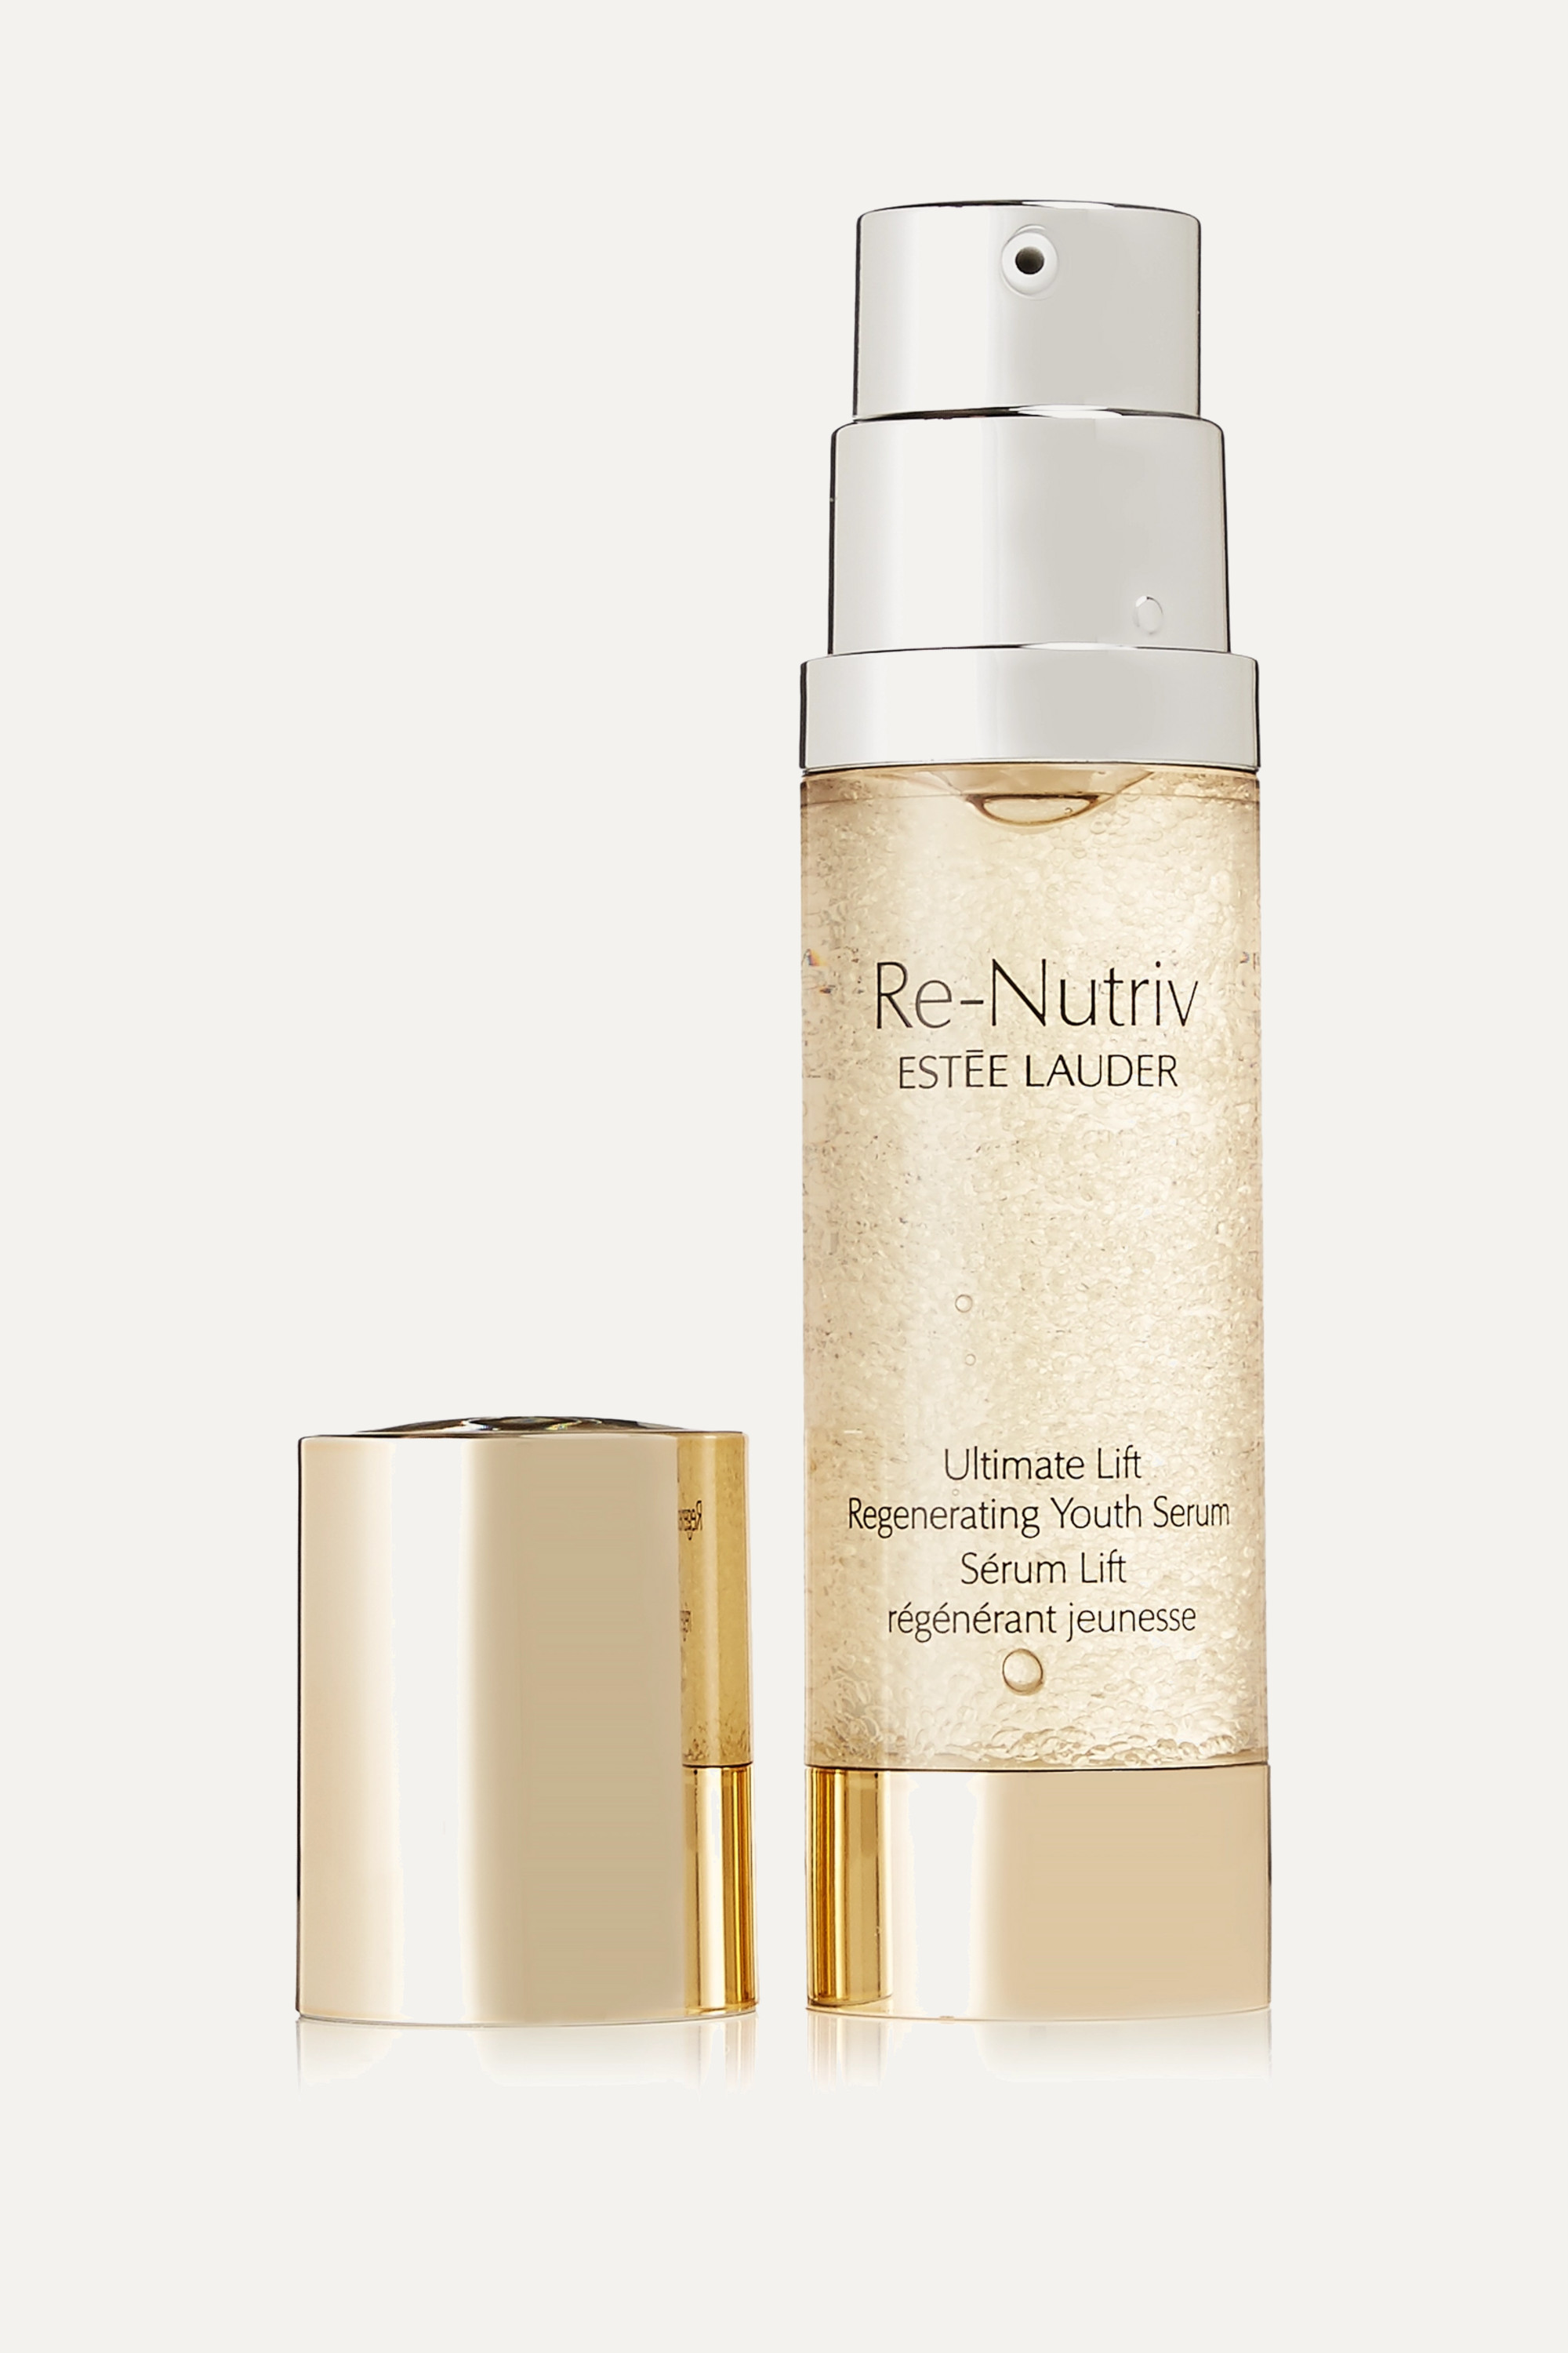 Re-Nutriv
ESTĒE LAUDER
Ultimate Lift
Regenerating Youth Serum
Sérum Lift
régénérant jeunesse